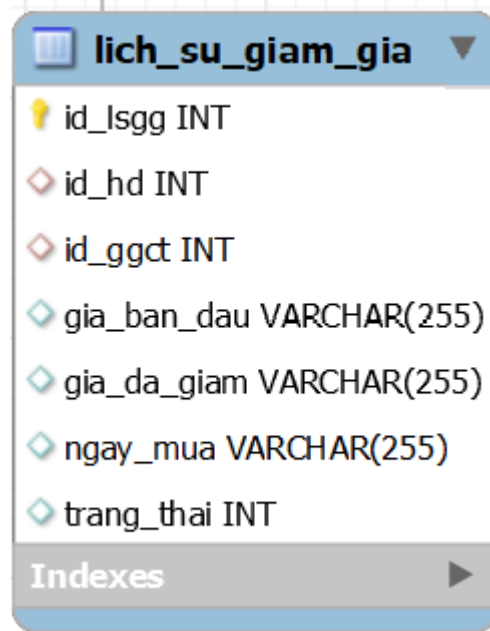 lich_su_giam_gia
id_lsgg INT
id_hd INT
id_ggct INT
gia_ban_dau VARCHAR(255)
gia_da_giam VARCHAR(255)
ngay_mua VARCHAR(255)
trang_thai INT
Indexes